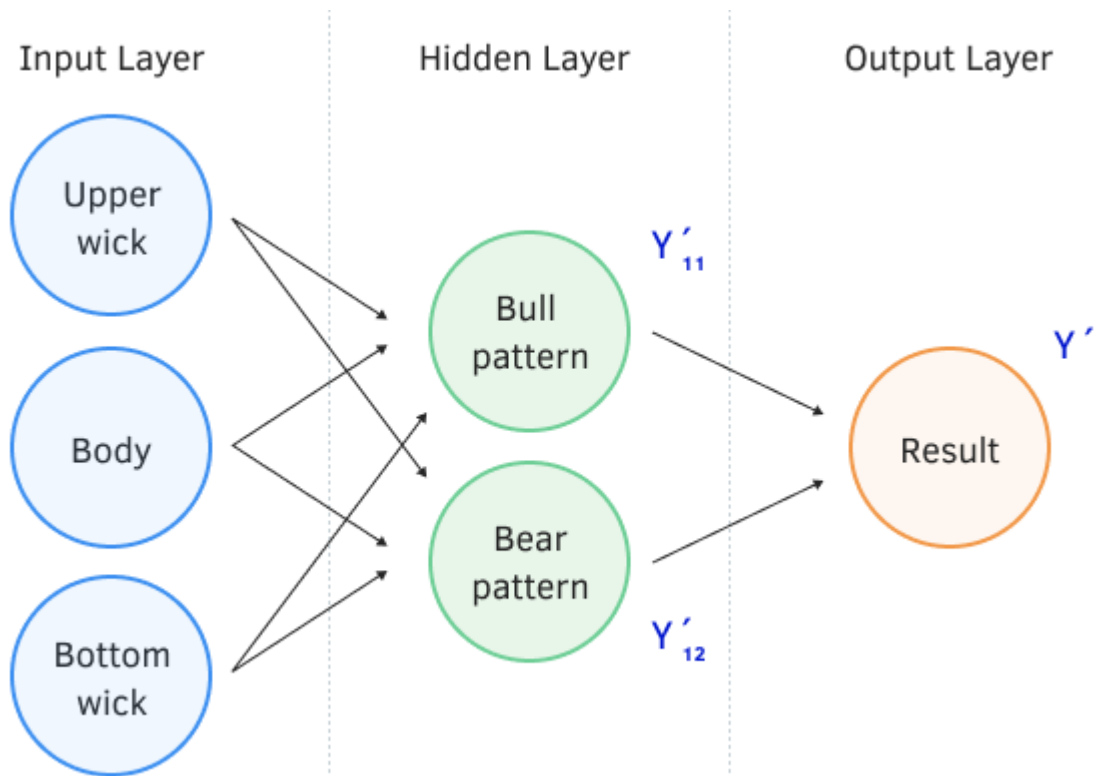 Input Layer
Hidden Layer
Output Layer
Upper
wick
Body
Bottom
wick
Bull
pattern
Y′11
Bear
pattern
Y′12
Result
Y′